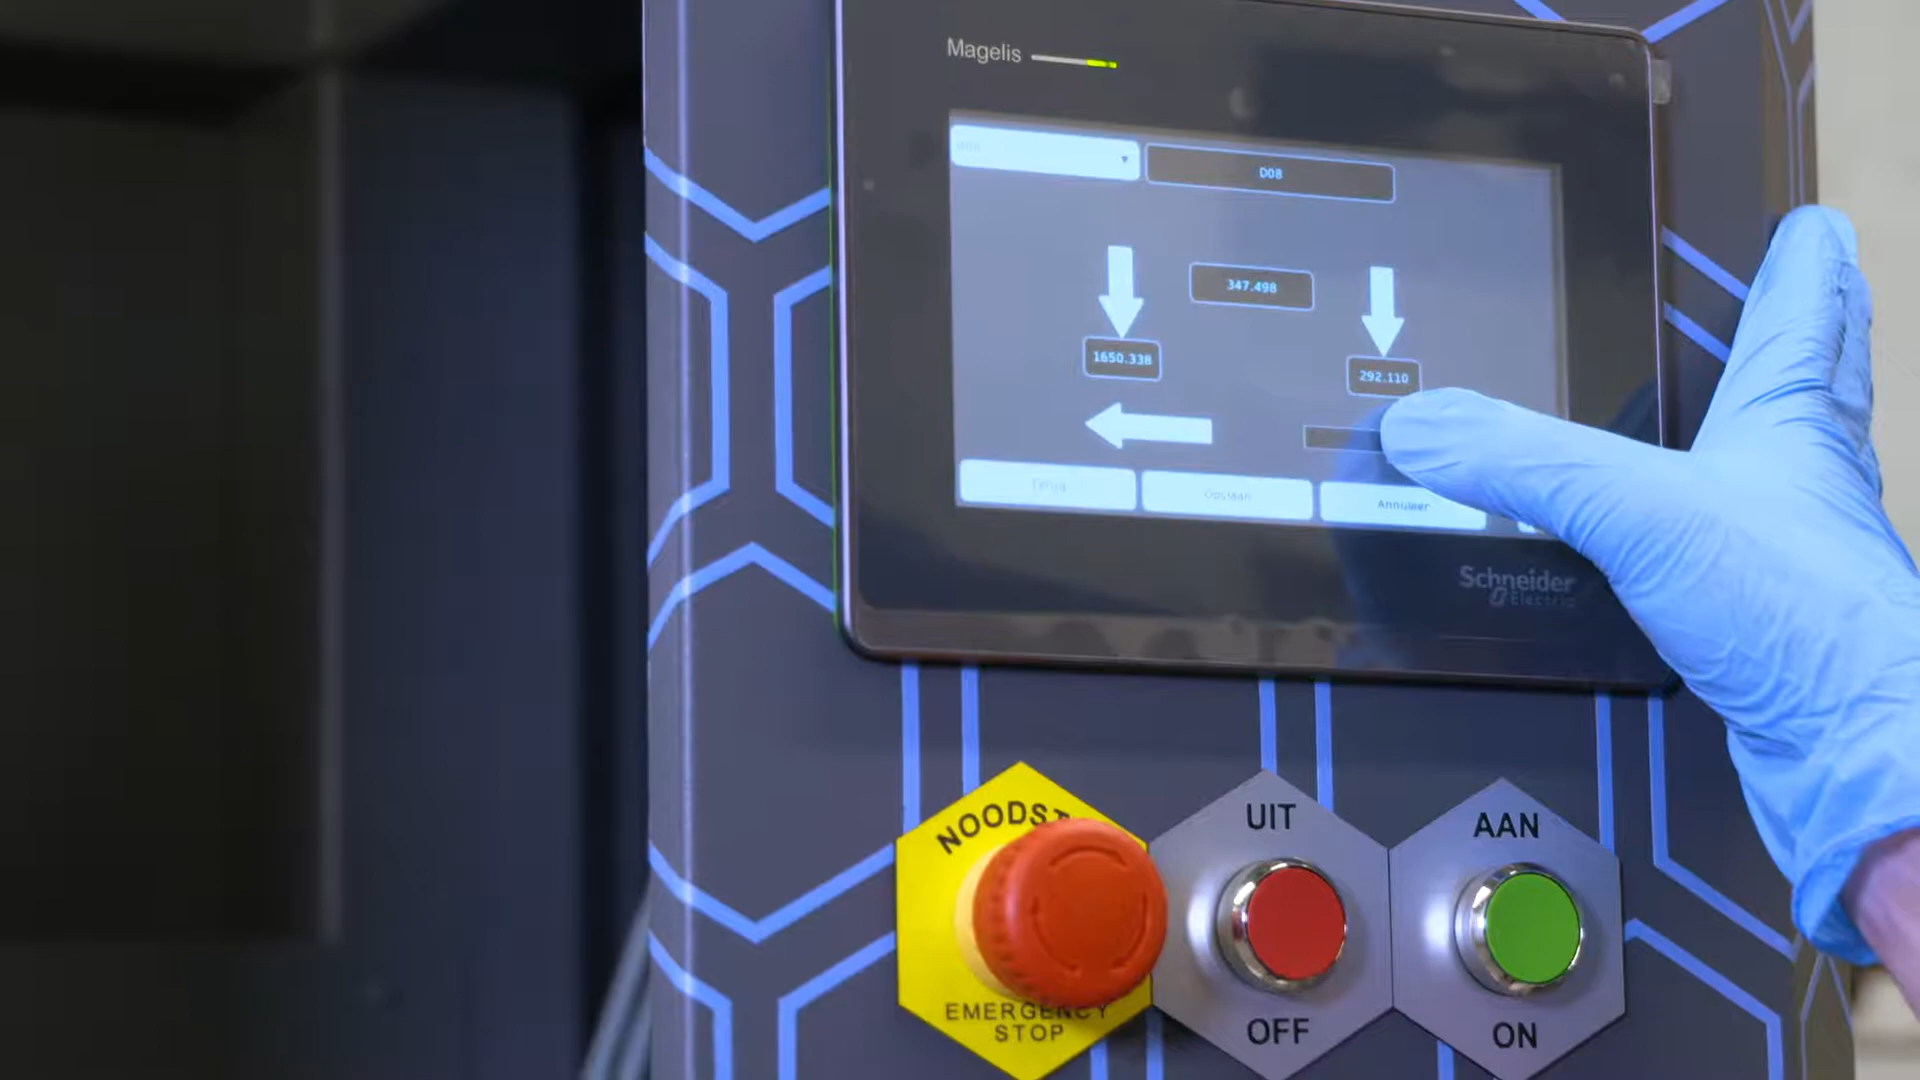 Magelis
D08
347.498
1650.338
292.110
Terug
Opslaan
Annuleer
Schneider
Electric
NOODST
EMERGENCY
STOP
UIT
OFF
AAN
ON